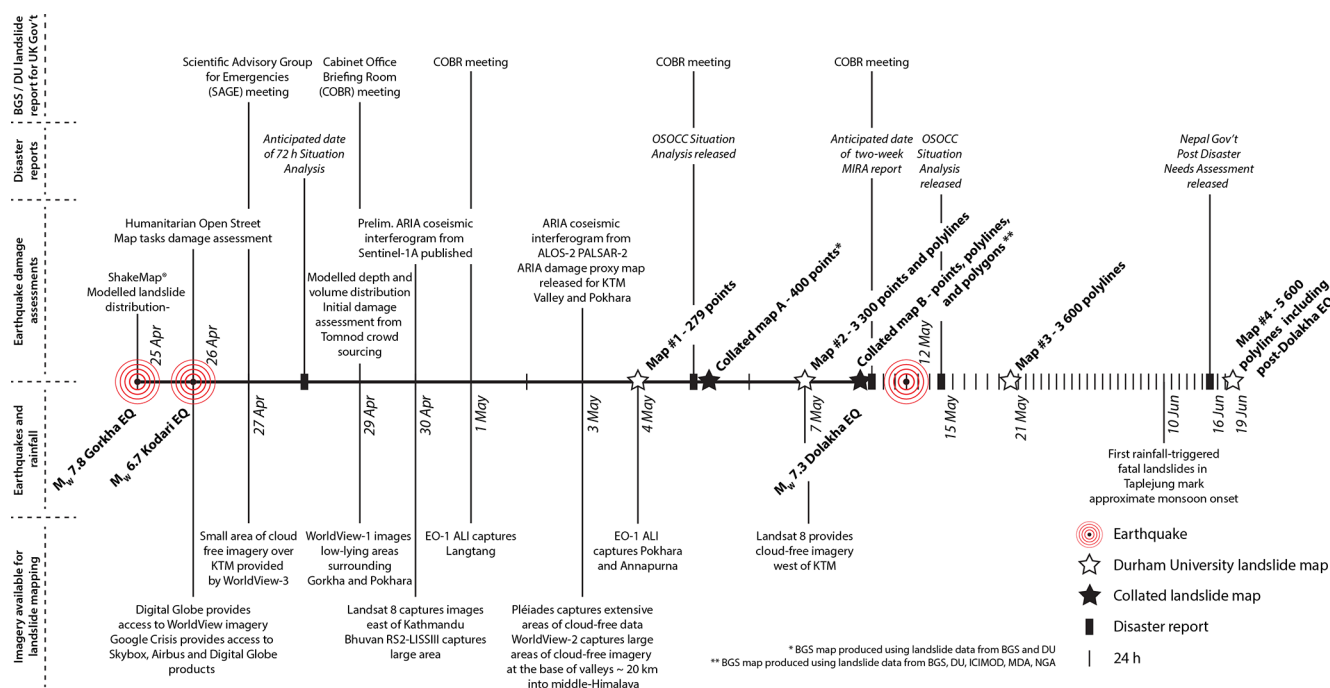 BGS / DU landslide
report for UK Gov't
Scientific Advisory Group
for Emergencies
(SAGE) meeting
Cabinet Office
Briefing Room
(COBR) meeting
COBR meeting
COBR meeting
COBR meeting
Disaster
reports
Anticipated date
of 72 h Situation
Analysis
OSOCC Situation
Analysis released
Anticipated date
of two-week
MIRA report
OSOCC
Situation
Analysis
released
Nepal Gov't
Post Disaster
Needs Assessment
released
Earthquake damage
assessments
ShakeMap®
Modelled landslide
distribution-
Humanitarian Open Street
Map tasks damage assessment
Modelled depth and
volume distribution
Initial damage
assessment from
Tomnod crowd
sourcing
Prelim. ARIA coseismic
interferogram from
Sentinel-1A published
ARIA coseismic
interferogram from
ALOS-2 PALSAR-2
ARIA damage proxy map
released for KTM
Valley and Pokhara
Map #1 - 279 points
Collated map A - 400 points*
Map #2 - 3 300 points and polylines
Collated map B - points, polylines,
and polygons **
Map #3 - 3 600 polylines
Map #4 - 5 600
polylines including
post-Dolakha EQ
25 Apr
26 Apr
27 Apr
29 Apr
30 Apr
1 May
3 May
4 May
7 May
12 May
15 May
21 May
10 Jun
16 Jun
19 Jun
Earthquakes and
rainfall
Mw 7.8 Gorkha EQ
Mw 6.7 Kodari EQ
Mw 7.3 Dolakha EQ
First rainfall-triggered
fatal landslides in
Taplejung mark
approximate monsoon onset
Imagery available for
landslide mapping
Digital Globe provides
access to WorldView imagery
Google Crisis provides access to
Skybox, Airbus and Digital Globe
products
Small area of cloud
free imagery over
KTM provided
by WorldView-3
WorldView-1 images
low-lying areas
surrounding
Gorkha and Pokhara
Landsat 8 captures images
east of Kathmandu
Bhuvan RS2-LISSIII captures
large area
EO-1 ALI captures
Langtang
Pléiades captures extensive
areas of cloud-free data
WorldView-2 captures large
areas of cloud-free imagery
at the base of valleys ~ 20 km
into middle-Himalaya
EO-1 ALI
captures Pokhara
and Annapurna
Landsat 8 provides
cloud-free imagery
west of KTM
Earthquake
Durham University landslide map
Collated landslide map
Disaster report
24 h
* BGS map produced using landslide data from BGS and DU
** BGS map produced using landslide data from BGS, DU, ICIMOD, MDA, NGA